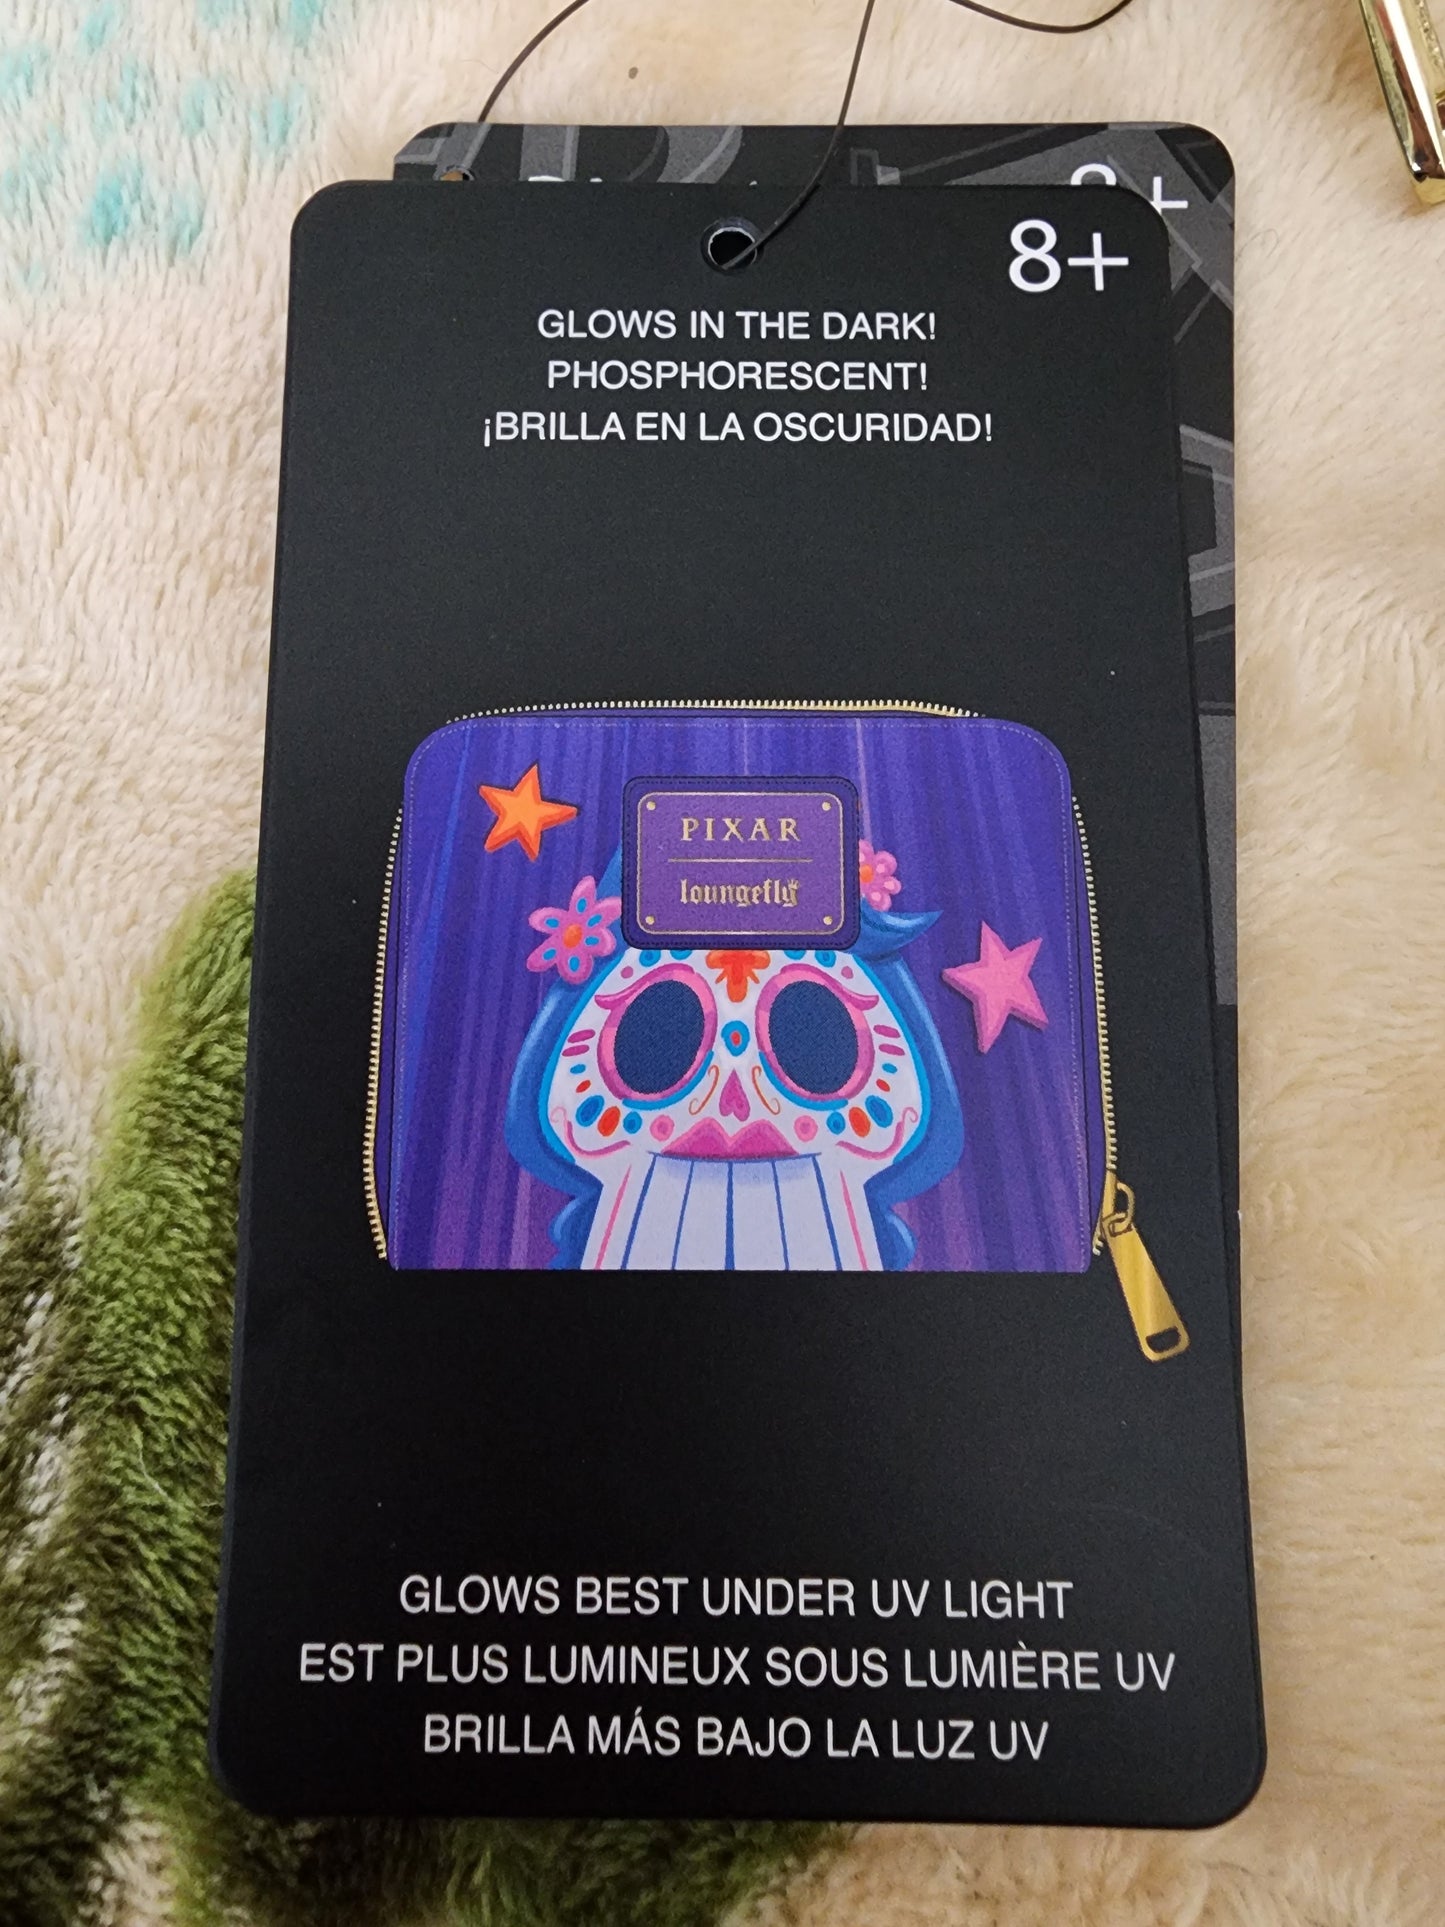 8+
8+
GLOWS IN THE DARK!
PHOSPHORESCENT!
¡BRILLA EN LA OSCURIDAD!
PIXAR
loungefly
GLOWS BEST UNDER UV LIGHT
EST PLUS LUMINEUX SOUS LUMIÈRE UV
BRILLA MÁS BAJO LA LUZ UV